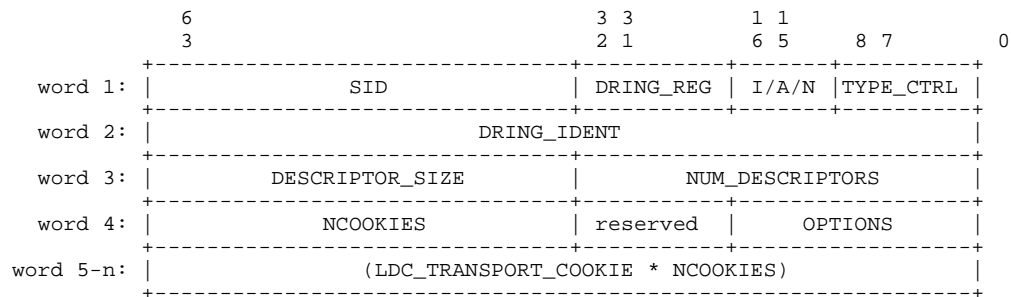 6 3 3 1 1
3 2 1 6 5 8 7 0
word 1: | SID | DRING_REG | I/A/N |TYPE_CTRL |
word 2: | DRING_IDENT |
word 3: | DESCRIPTOR_SIZE | NUM_DESCRIPTORS |
word 4: | NCOOKIES | reserved | OPTIONS |
word 5-n: | (LDC_TRANSPORT_COOKIE * NCOOKIES) |